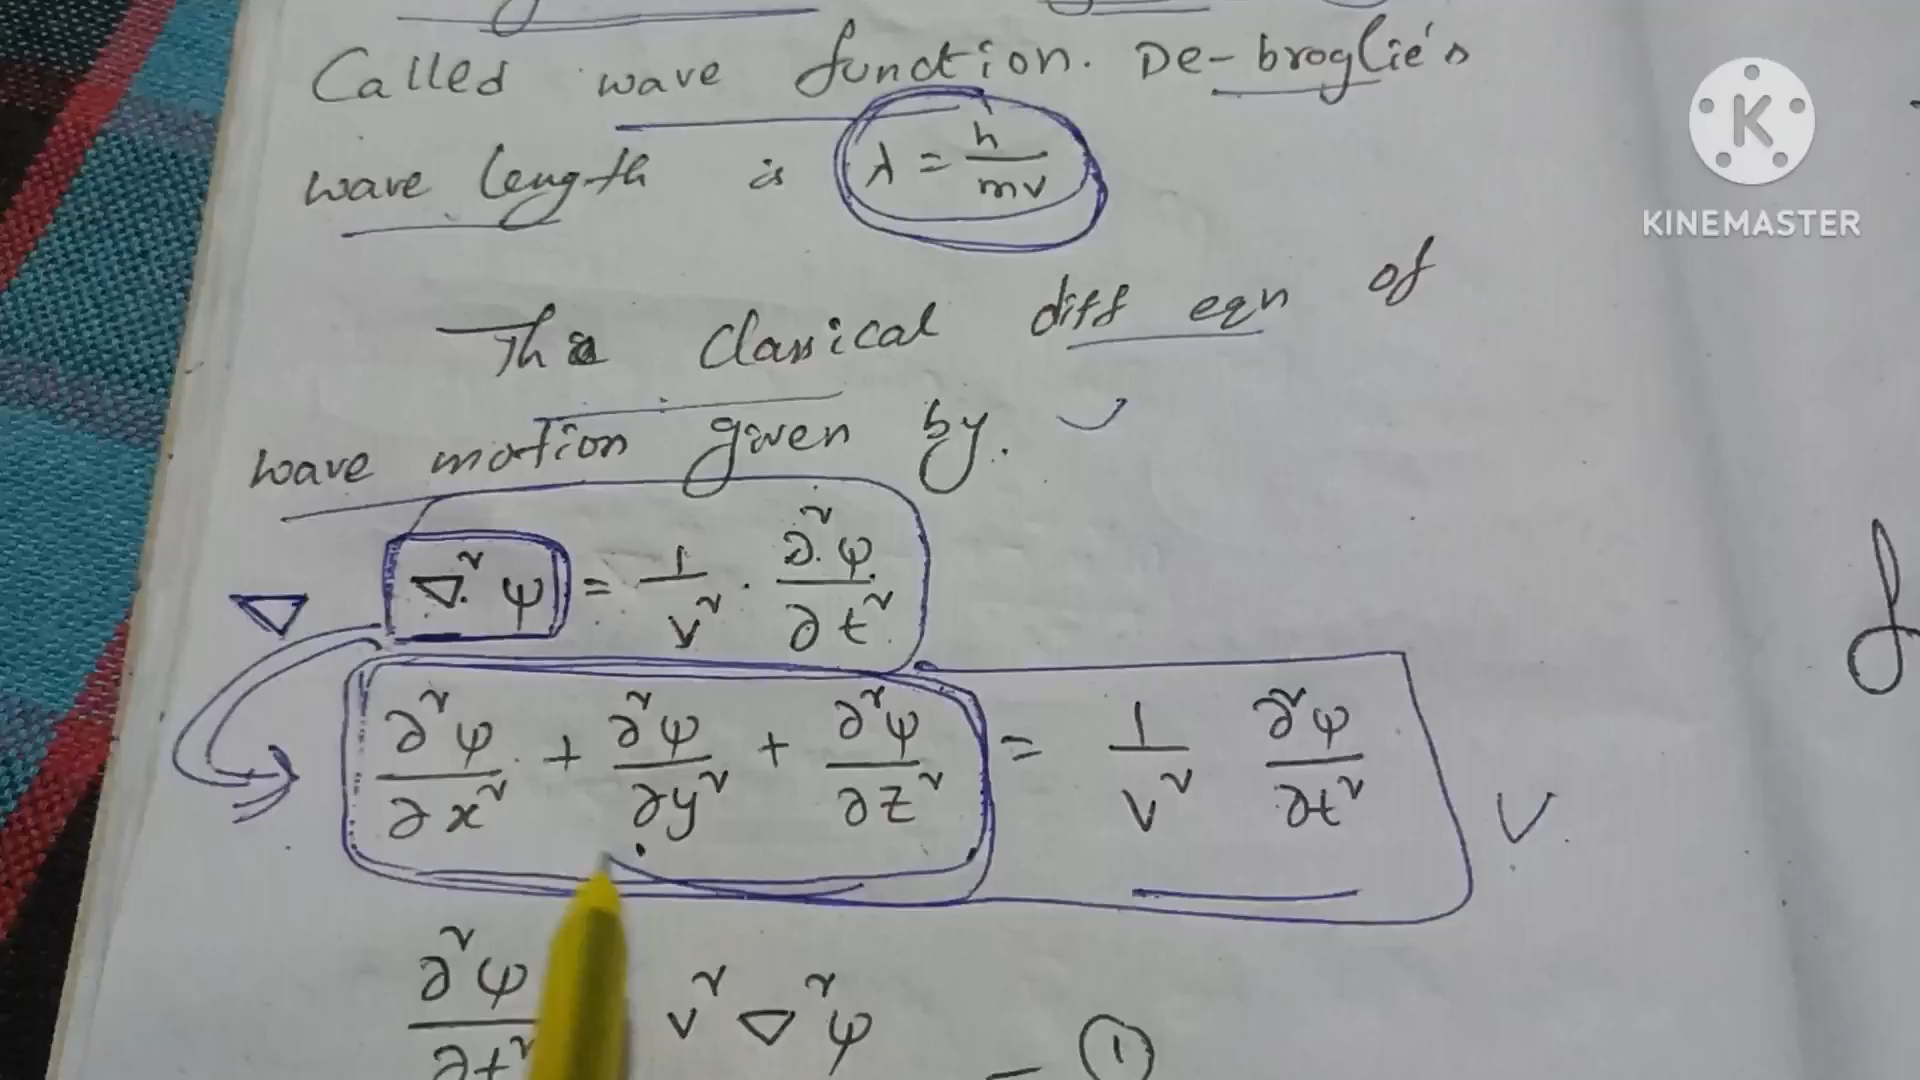 Called wave function. De-broglie's
wave length is λ = h/mv
The Classical diff eqn of
wave motion given by.
∇ ∇²ψ = 1/v² · ∂²ψ/∂t²
∂²ψ/∂x² + ∂²ψ/∂y² + ∂²ψ/∂z² = 1/v² ∂²ψ/∂t²
∂²ψ/∂t² v²∇²ψ — ①
K
KINEMASTER